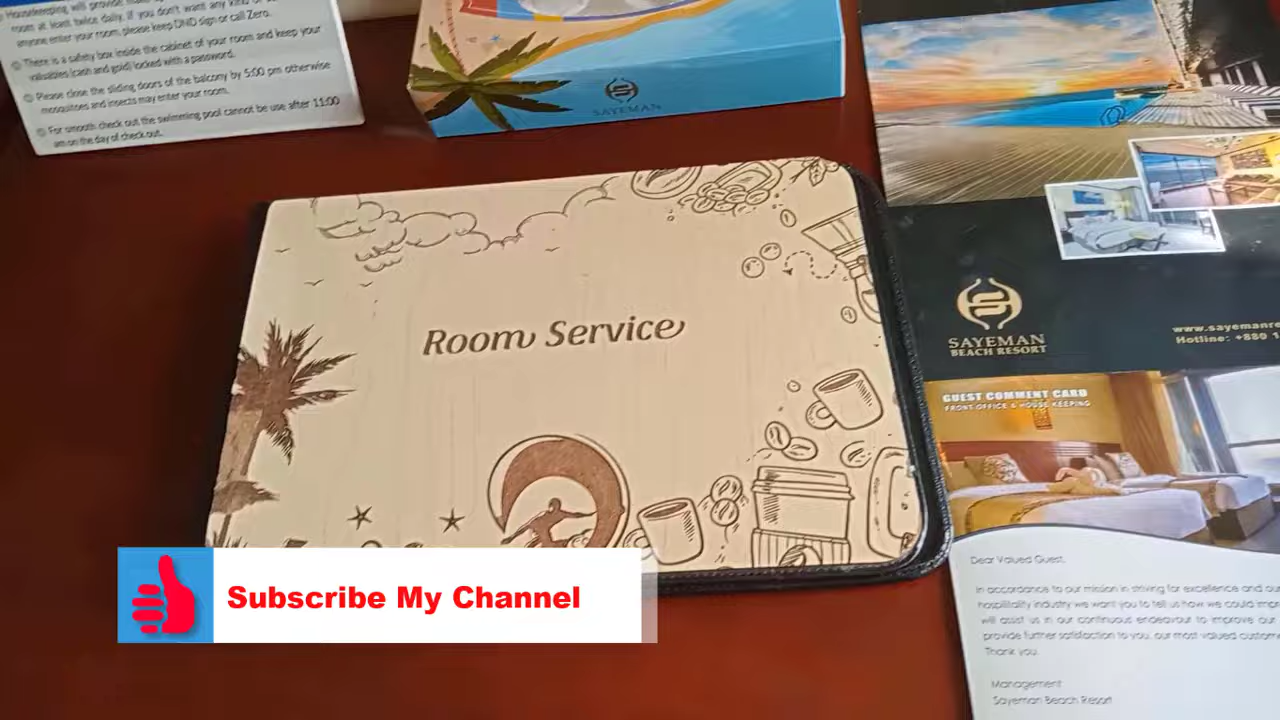 Housekeeping will provide make up
room at least twice daily, if you don't want any kind of
anyone enter your room, please keep DND sign or call Zero.
There is a safety box inside the cabinet of your room and keep your
valuables (cash and gold) locked with a password.
Please close the sliding doors of the balcony by 5:00 pm otherwise
mosquitoes and insects may enter your room.
For smooth check out the swimming pool cannot be use after 11:00
am on the day of check out.
SAYEMAN
Room Service
SAYEMAN
BEACH RESORT
www.sayemanre
Hotline: +880 1
GUEST COMMENT CARD
FRONT OFFICE & HOUSE KEEPING
Dear Valued Guest,
In accordance to our mission in striving for excellence and our
hospitality industry we want you to tell us how we could impro
will assist us in our continuous endeavour to improve our
provide further satisfaction to you, our most valued custome
Thank you.
Management
Sayeman Beach Resort
Subscribe My Channel